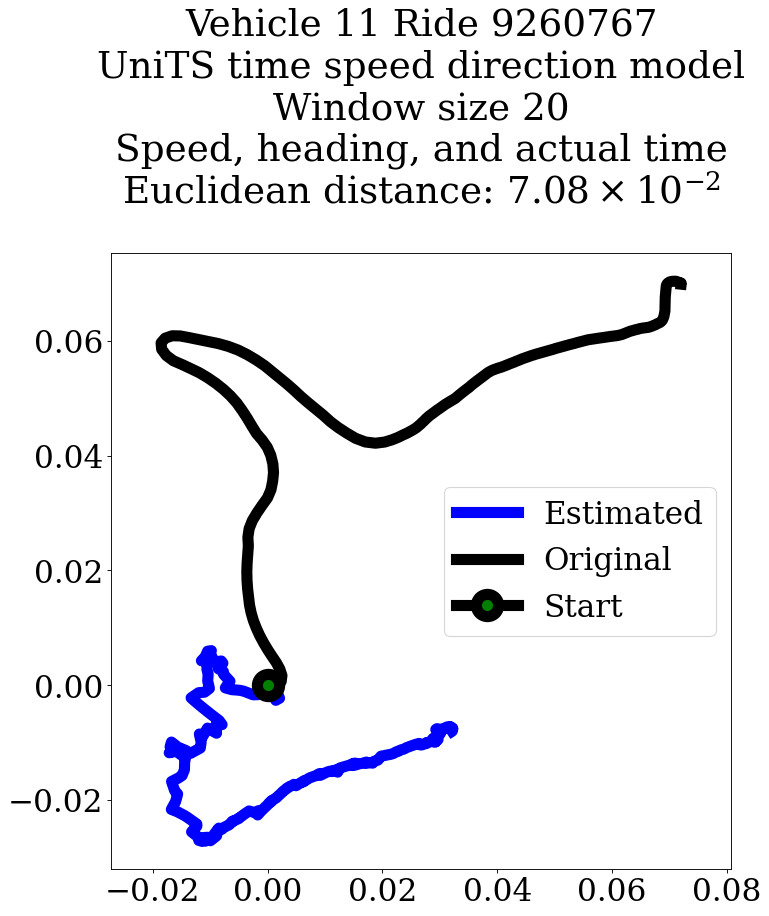 Vehicle 11 Ride 9260767
UniTS time speed direction model
Window size 20
Speed, heading, and actual time
Euclidean distance: 7.08 × 10⁻²
0.06
0.04
0.02
0.00
−0.02
Estimated
Original
Start
−0.02 0.00 0.02 0.04 0.06 0.08